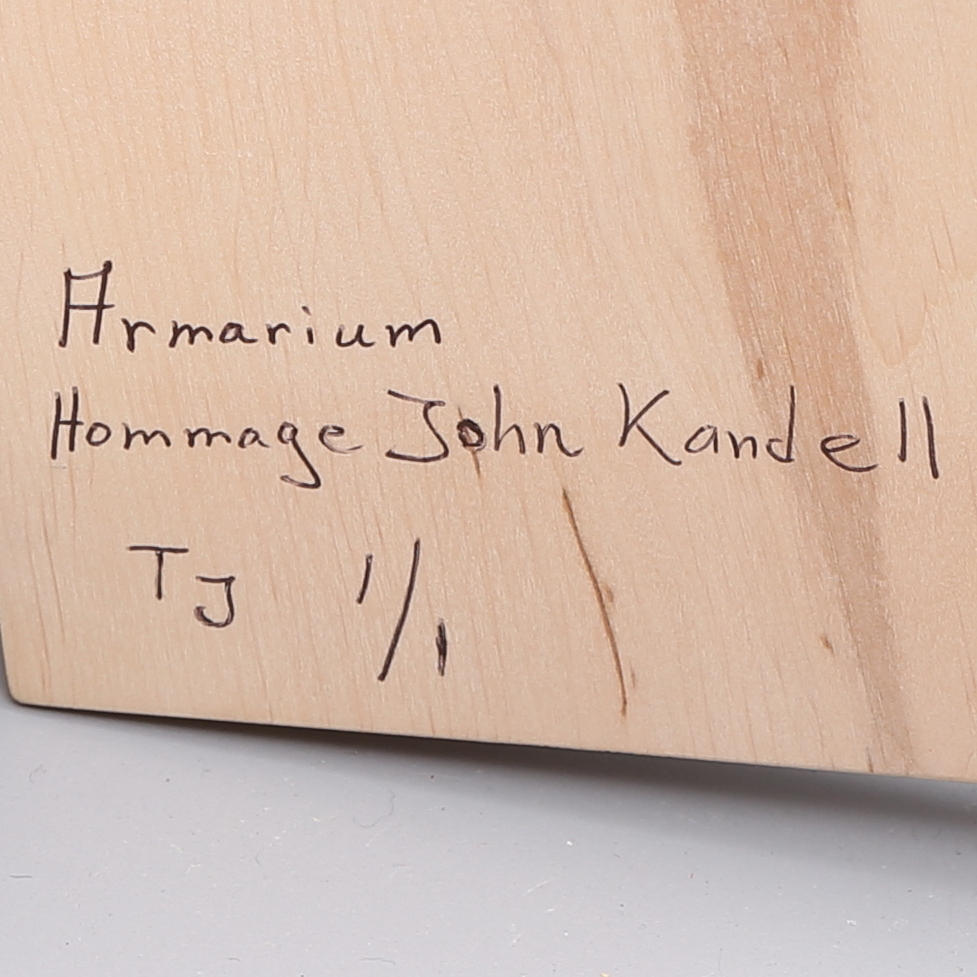 Armarium
Hommage John Kandell
TJ 1/1